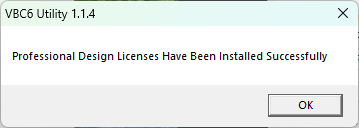 VBC6 Utility 1.1.4
Professional Design Licenses Have Been Installed Successfully
OK